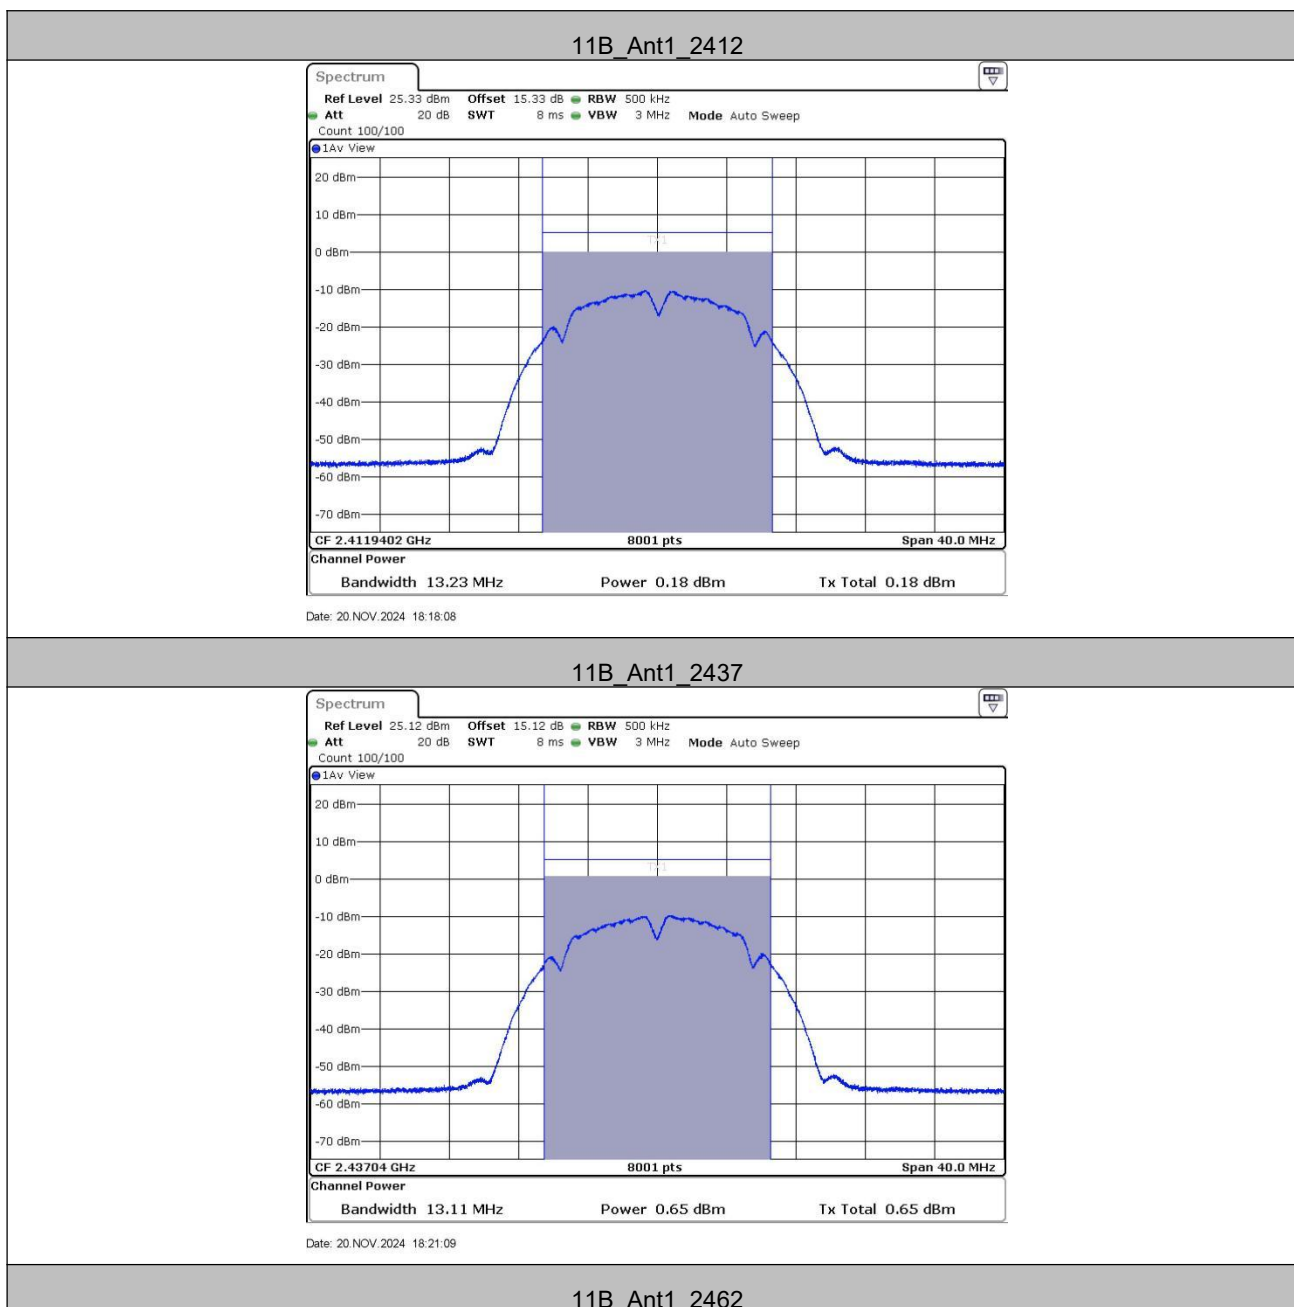 11B_Ant1_2412
Spectrum
Ref Level 25.33 dBm Offset 15.33 dB RBW 500 kHz
Att 20 dB SWT 8 ms VBW 3 MHz Mode Auto Sweep
Count 100/100
1Av View
20 dBm
10 dBm
TX1
0 dBm
-10 dBm
-20 dBm
-30 dBm
-40 dBm
-50 dBm
-60 dBm
-70 dBm
CF 2.4119402 GHz 8001 pts Span 40.0 MHz
Channel Power
Bandwidth 13.23 MHz Power 0.18 dBm Tx Total 0.18 dBm
Date: 20.NOV.2024 18:18:08
11B_Ant1_2437
Spectrum
Ref Level 25.12 dBm Offset 15.12 dB RBW 500 kHz
Att 20 dB SWT 8 ms VBW 3 MHz Mode Auto Sweep
Count 100/100
1Av View
20 dBm
10 dBm
TX1
0 dBm
-10 dBm
-20 dBm
-30 dBm
-40 dBm
-50 dBm
-60 dBm
-70 dBm
CF 2.43704 GHz 8001 pts Span 40.0 MHz
Channel Power
Bandwidth 13.11 MHz Power 0.65 dBm Tx Total 0.65 dBm
Date: 20.NOV.2024 18:21:09
11B_Ant1_2462